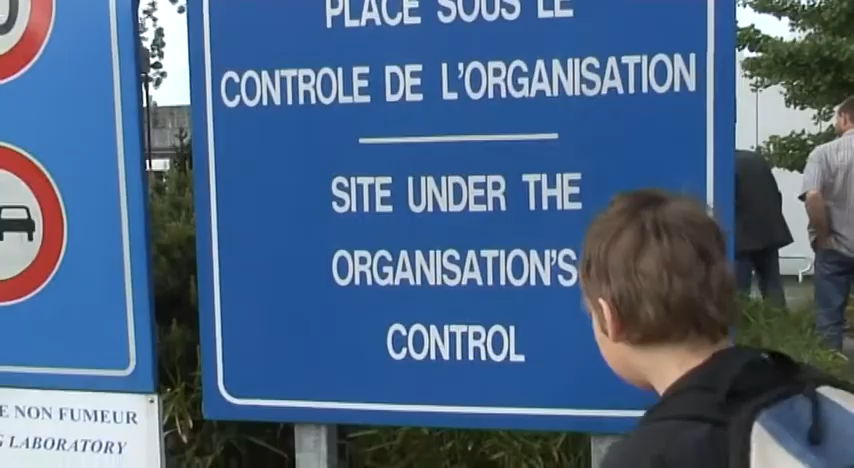 PLACE SOUS LE
CONTROLE DE L'ORGANISATION
SITE UNDER THE
ORGANISATION'S
CONTROL
NON FUMEUR
LABORATORY